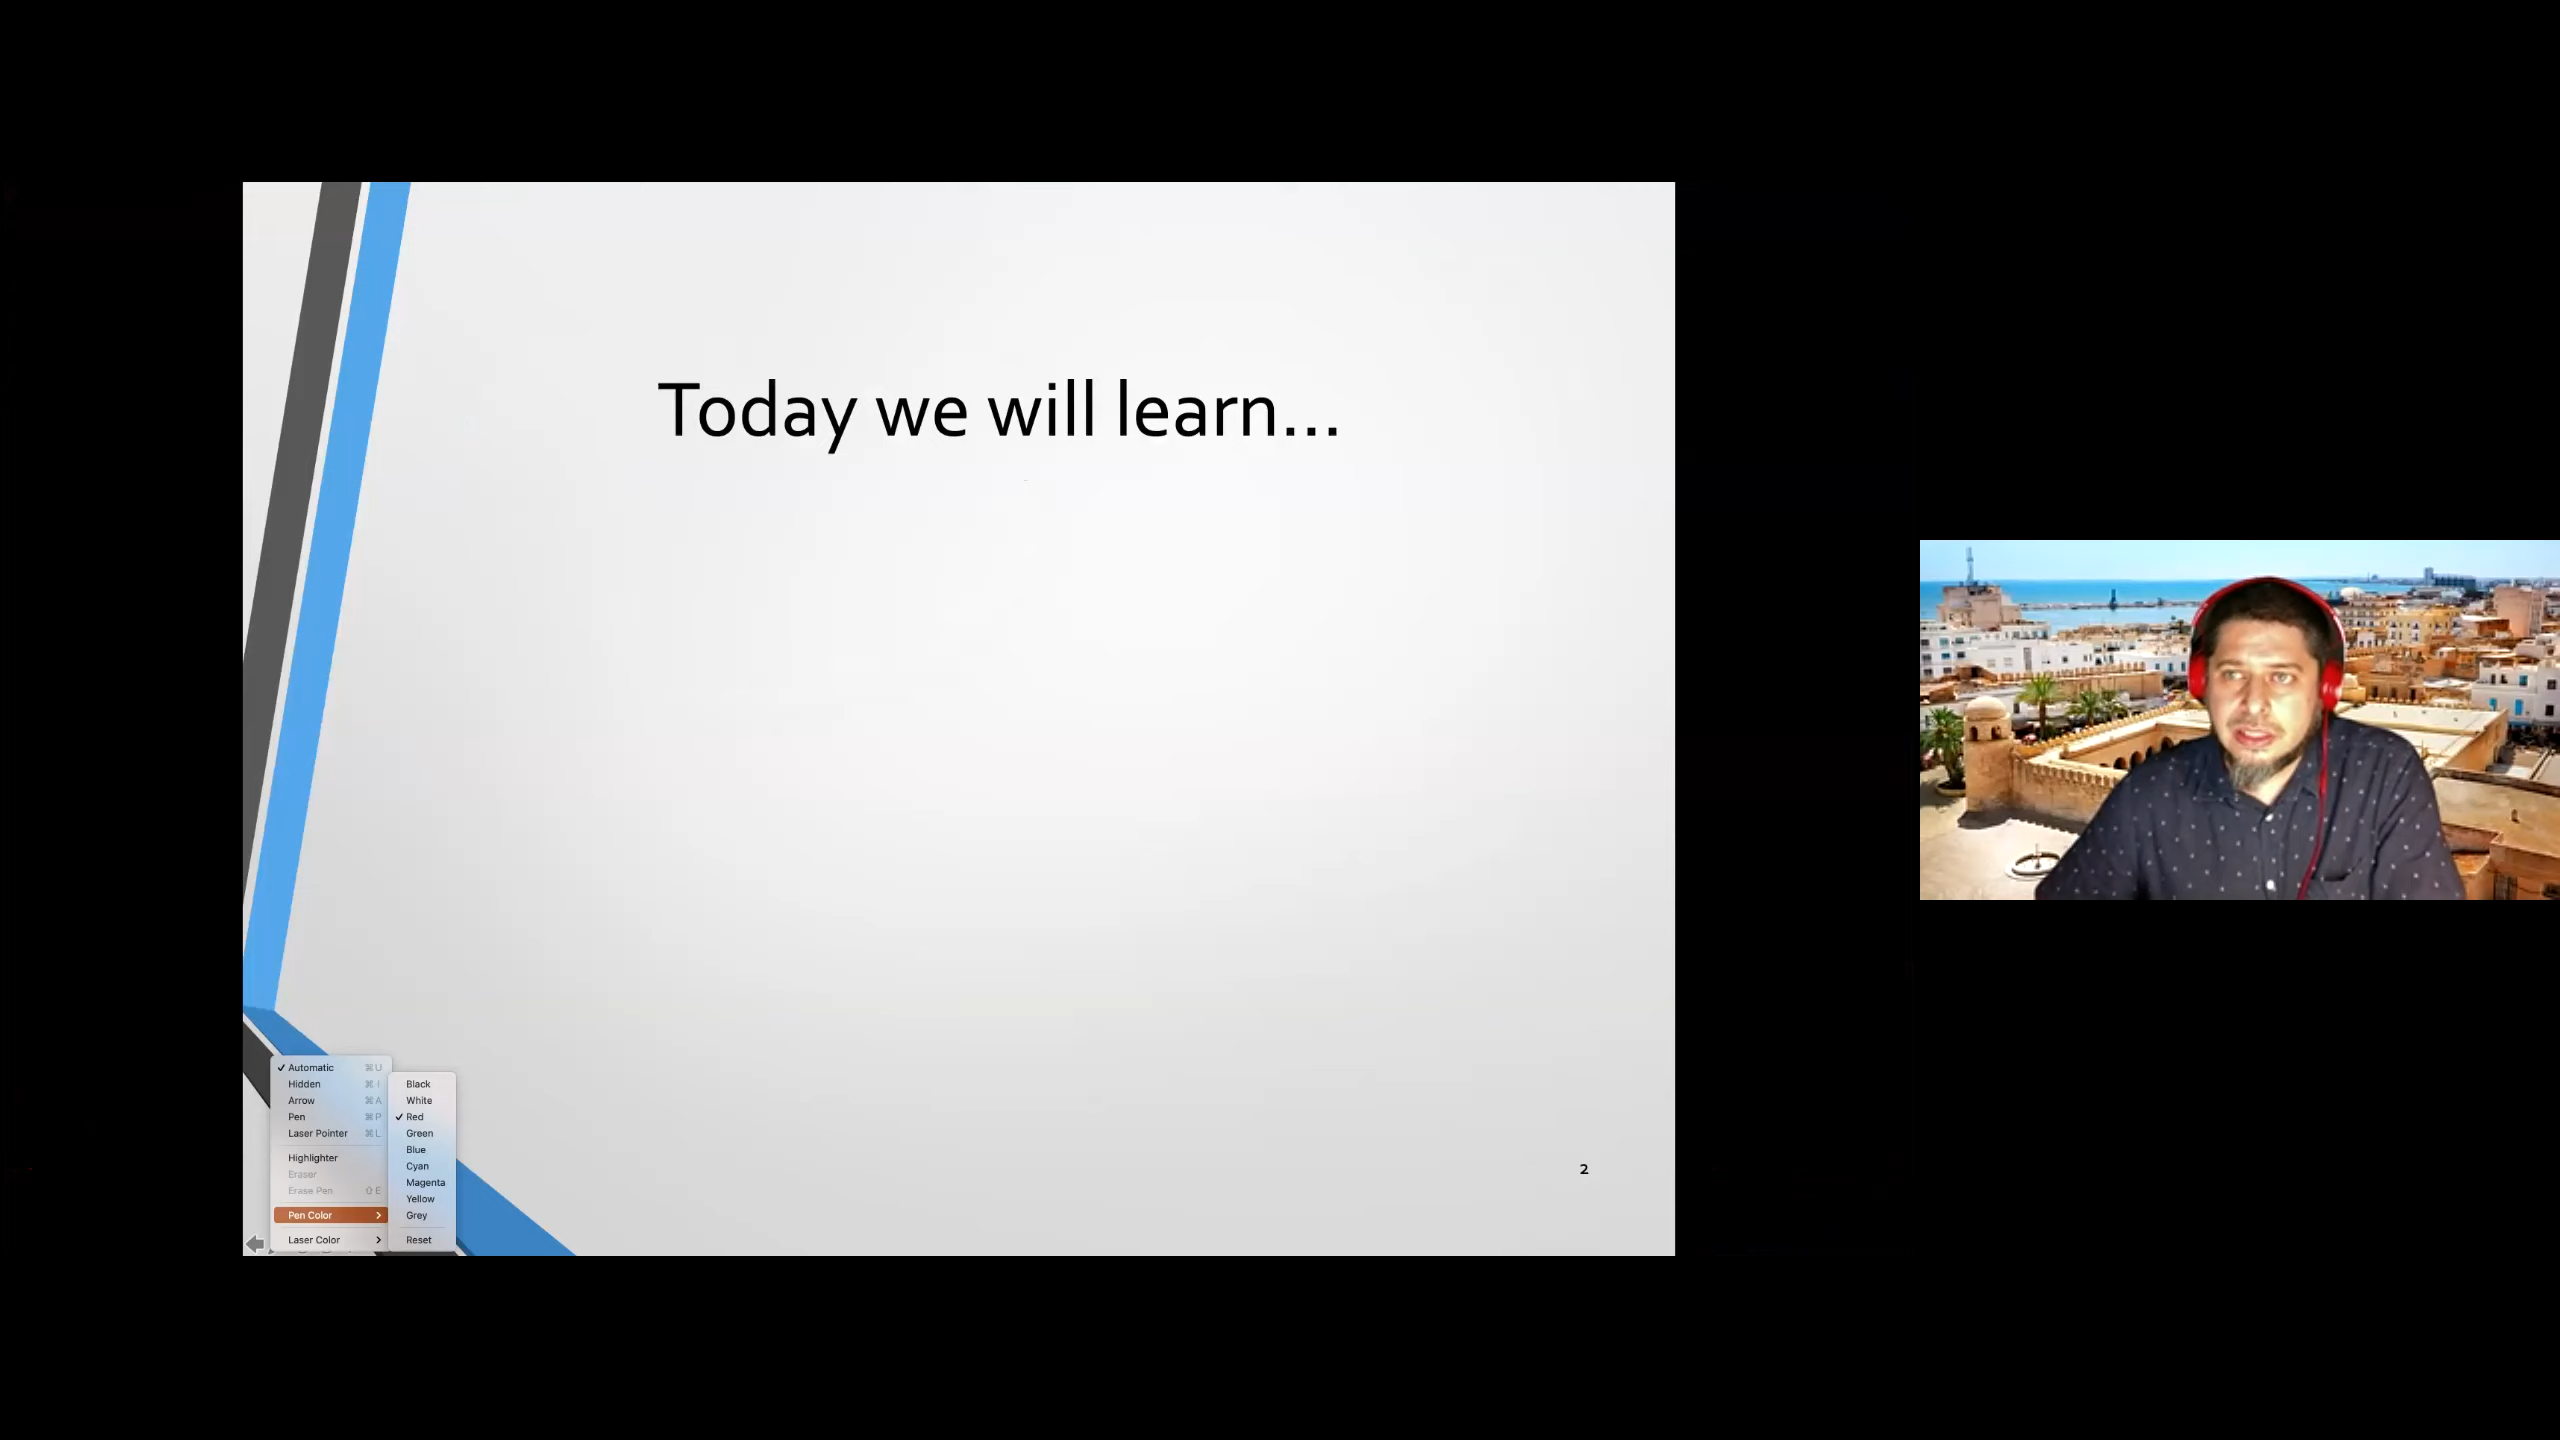 Today we will learn...
✓ Automatic ⌘U
Hidden ⌘I
Arrow ⌘A
Pen ⌘P
Laser Pointer ⌘L
Highlighter
Eraser
Erase Pen ⇧E
Pen Color >
Laser Color >
Black
White
✓ Red
Green
Blue
Cyan
Magenta
Yellow
Grey
Reset
2